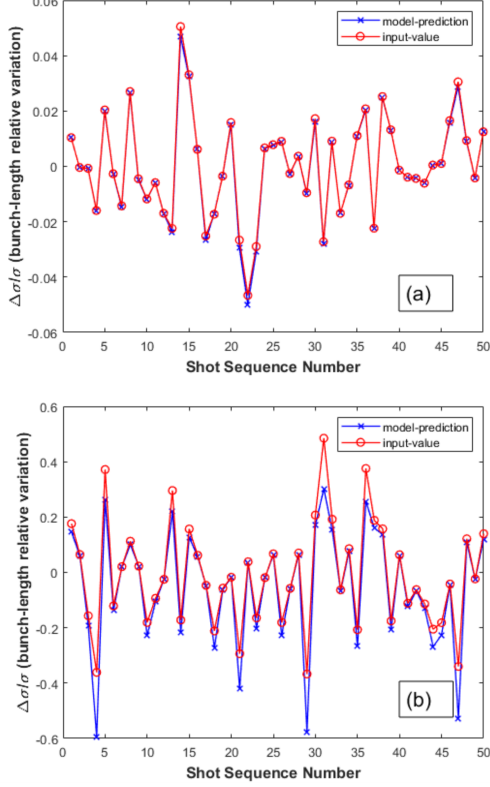 0.06
model-prediction
input-value
0.04
0.02
0
-0.02
-0.04
-0.06
Δσ/σ (bunch-length relative variation)
(a)
0 5 10 15 20 25 30 35 40 45 50
Shot Sequence Number
0.6
model-prediction
input-value
0.4
0.2
0
-0.2
-0.4
-0.6
Δσ/σ (bunch-length relative variation)
(b)
0 5 10 15 20 25 30 35 40 45 50
Shot Sequence Number